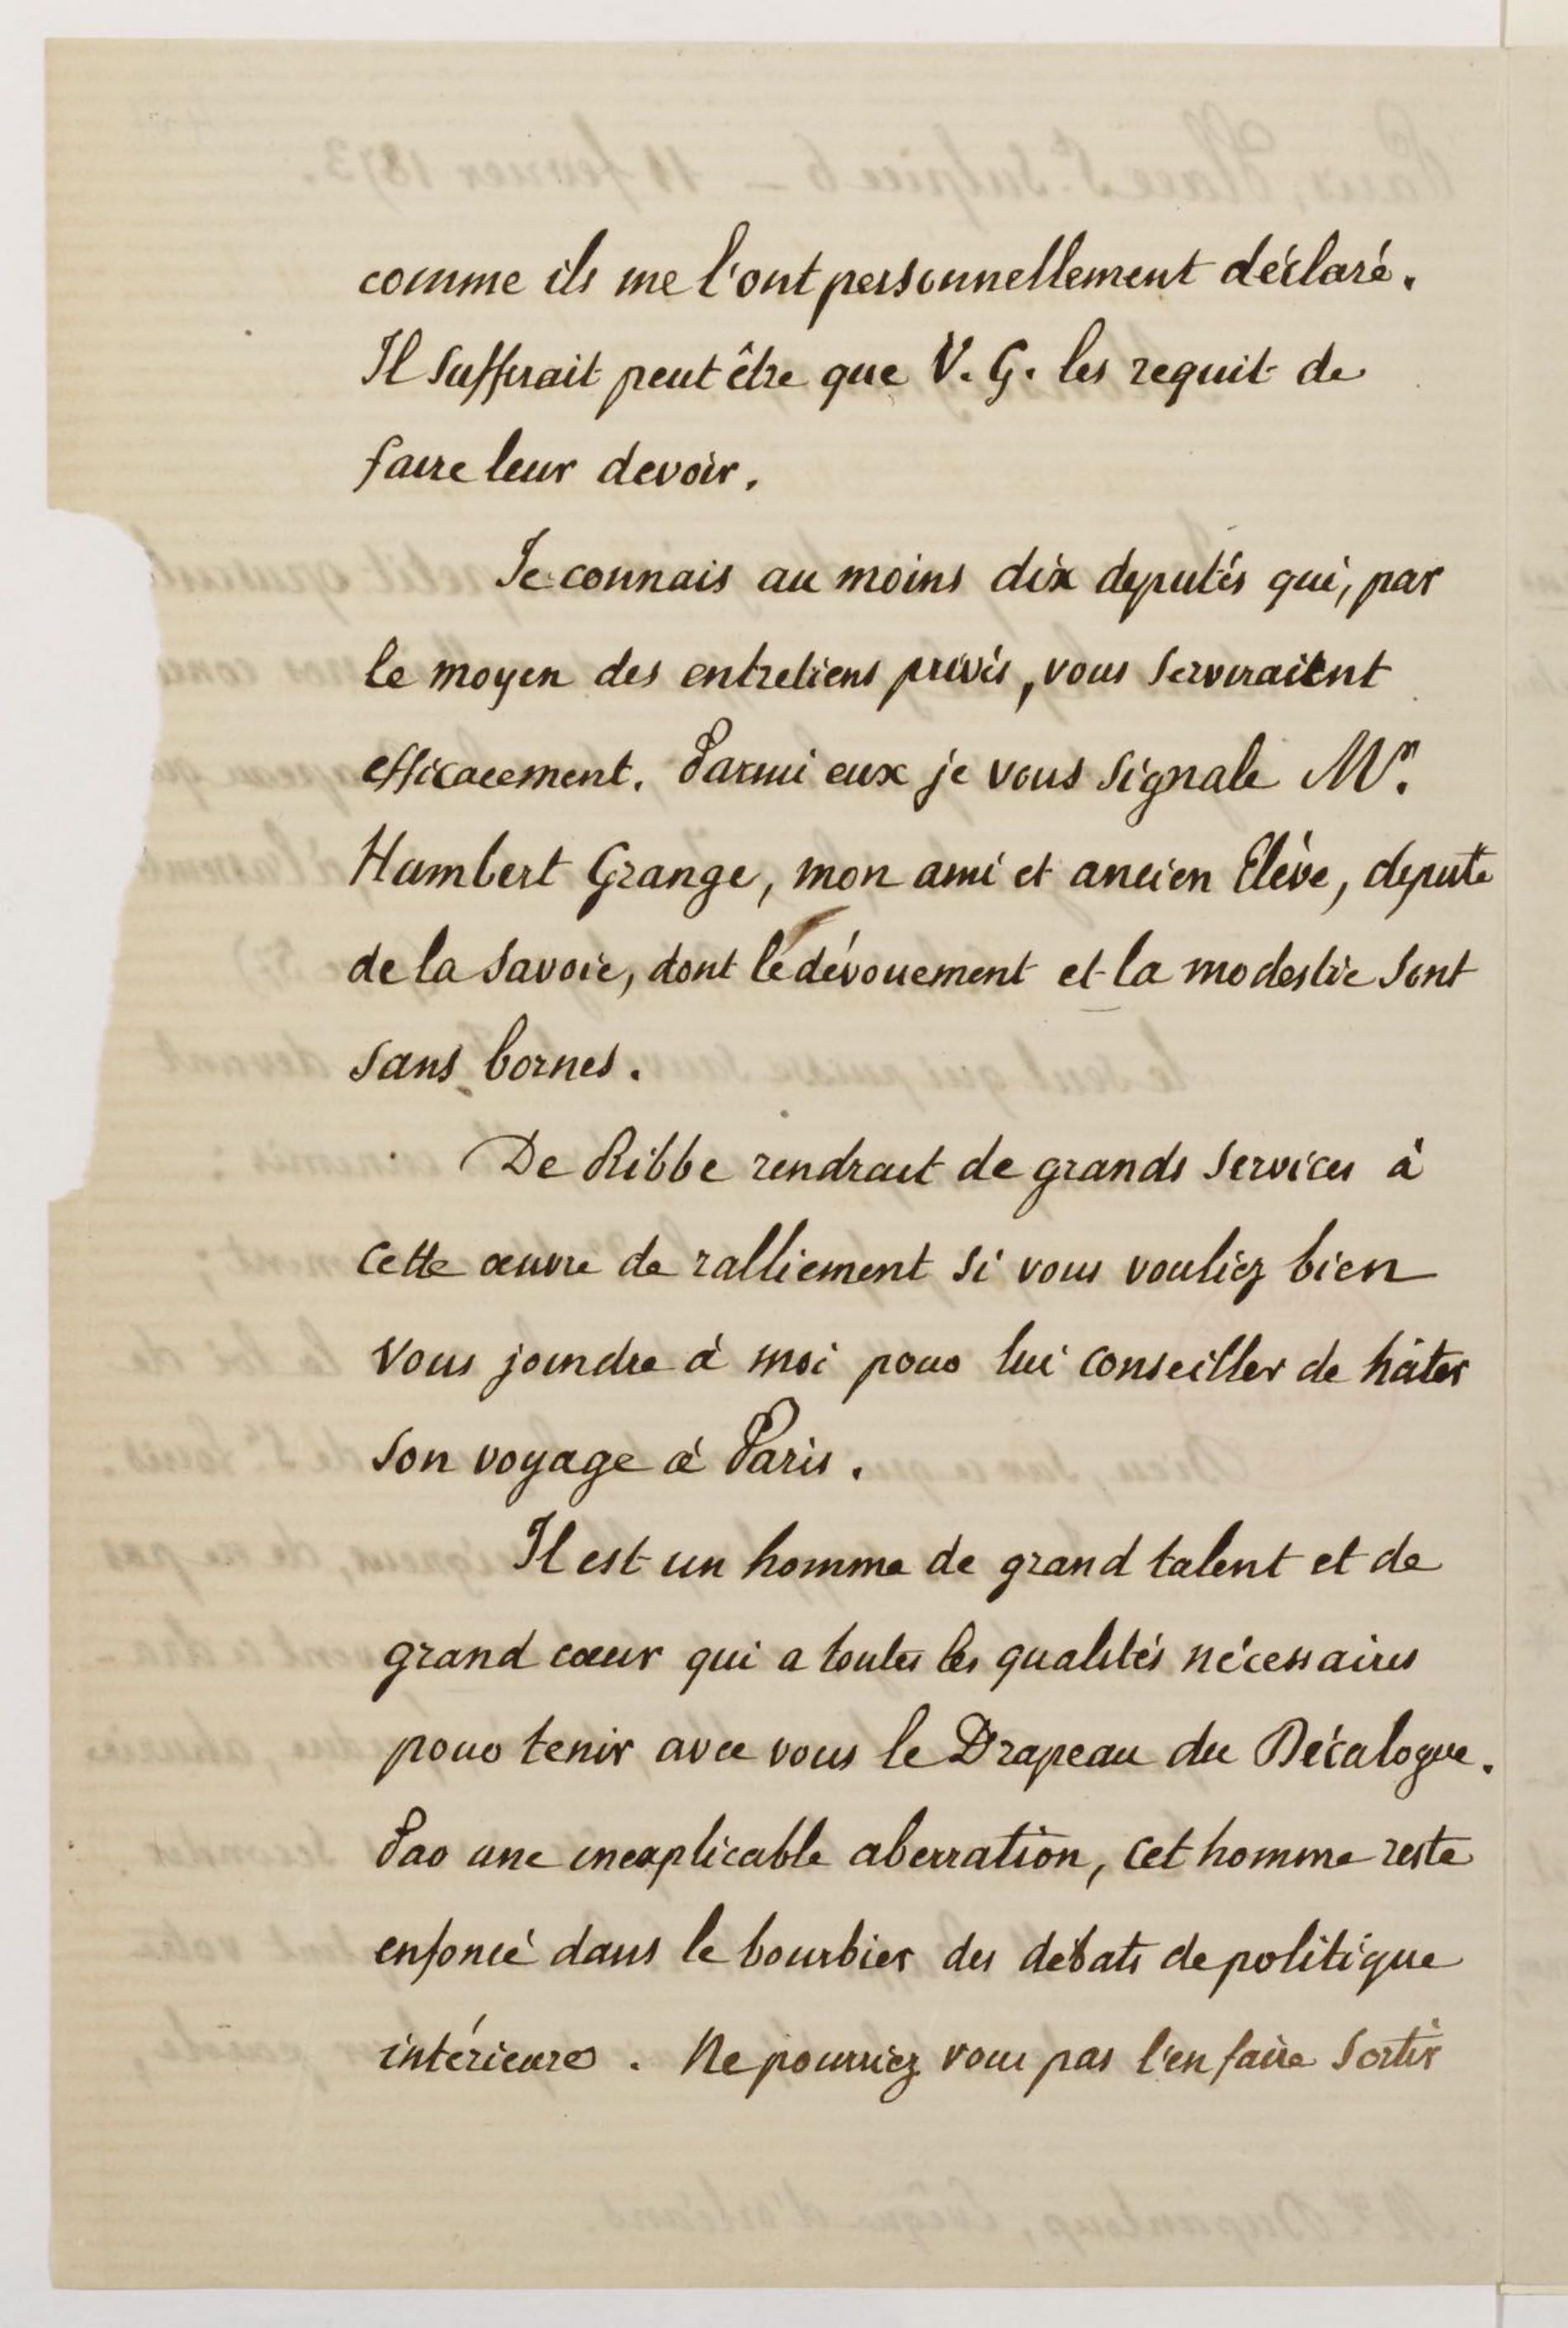 comme ils me l'ont personnellement déclaré.
Il suffirait peut être que V. G. les requit de
faire leur devoir.
Je connais au moins dix deputés qui, par
le moyen des entretiens privés, vous serviraient
efficacement. Parmi eux je vous signale Mr.
Humbert Grange, mon ami et ancien Elève, depute
de la Savoie, dont le dévouement et la modestie sont
sans bornes.
De Ribbe rendrait de grands services à
cette œuvre de ralliement si vous vouliez bien
vous joindre à moi pour lui conseiller de hâter
son voyage à Paris.
Il est un homme de grand talent et de
grand cœur qui a toutes les qualités nécessaires
pour tenir avec vous le Drapeau du Décalogue.
Par une inexplicable aberration, cet homme reste
enfoncé dans le bourbier des débats de politique
intérieure. Ne pourriez vous pas l'en faire sortir